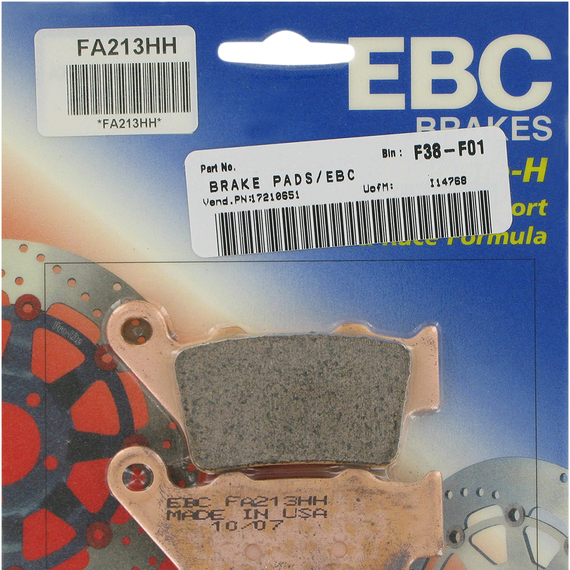 FA213HH
*FA213HH*
EBC
BRAKES
-H
Part No.
Bin: F38-F01
BRAKE PADS/EBC
Vend.PN:17210651
UofM:
I14768
Race Formula
EBC FA213HH
MADE IN USA
10/07